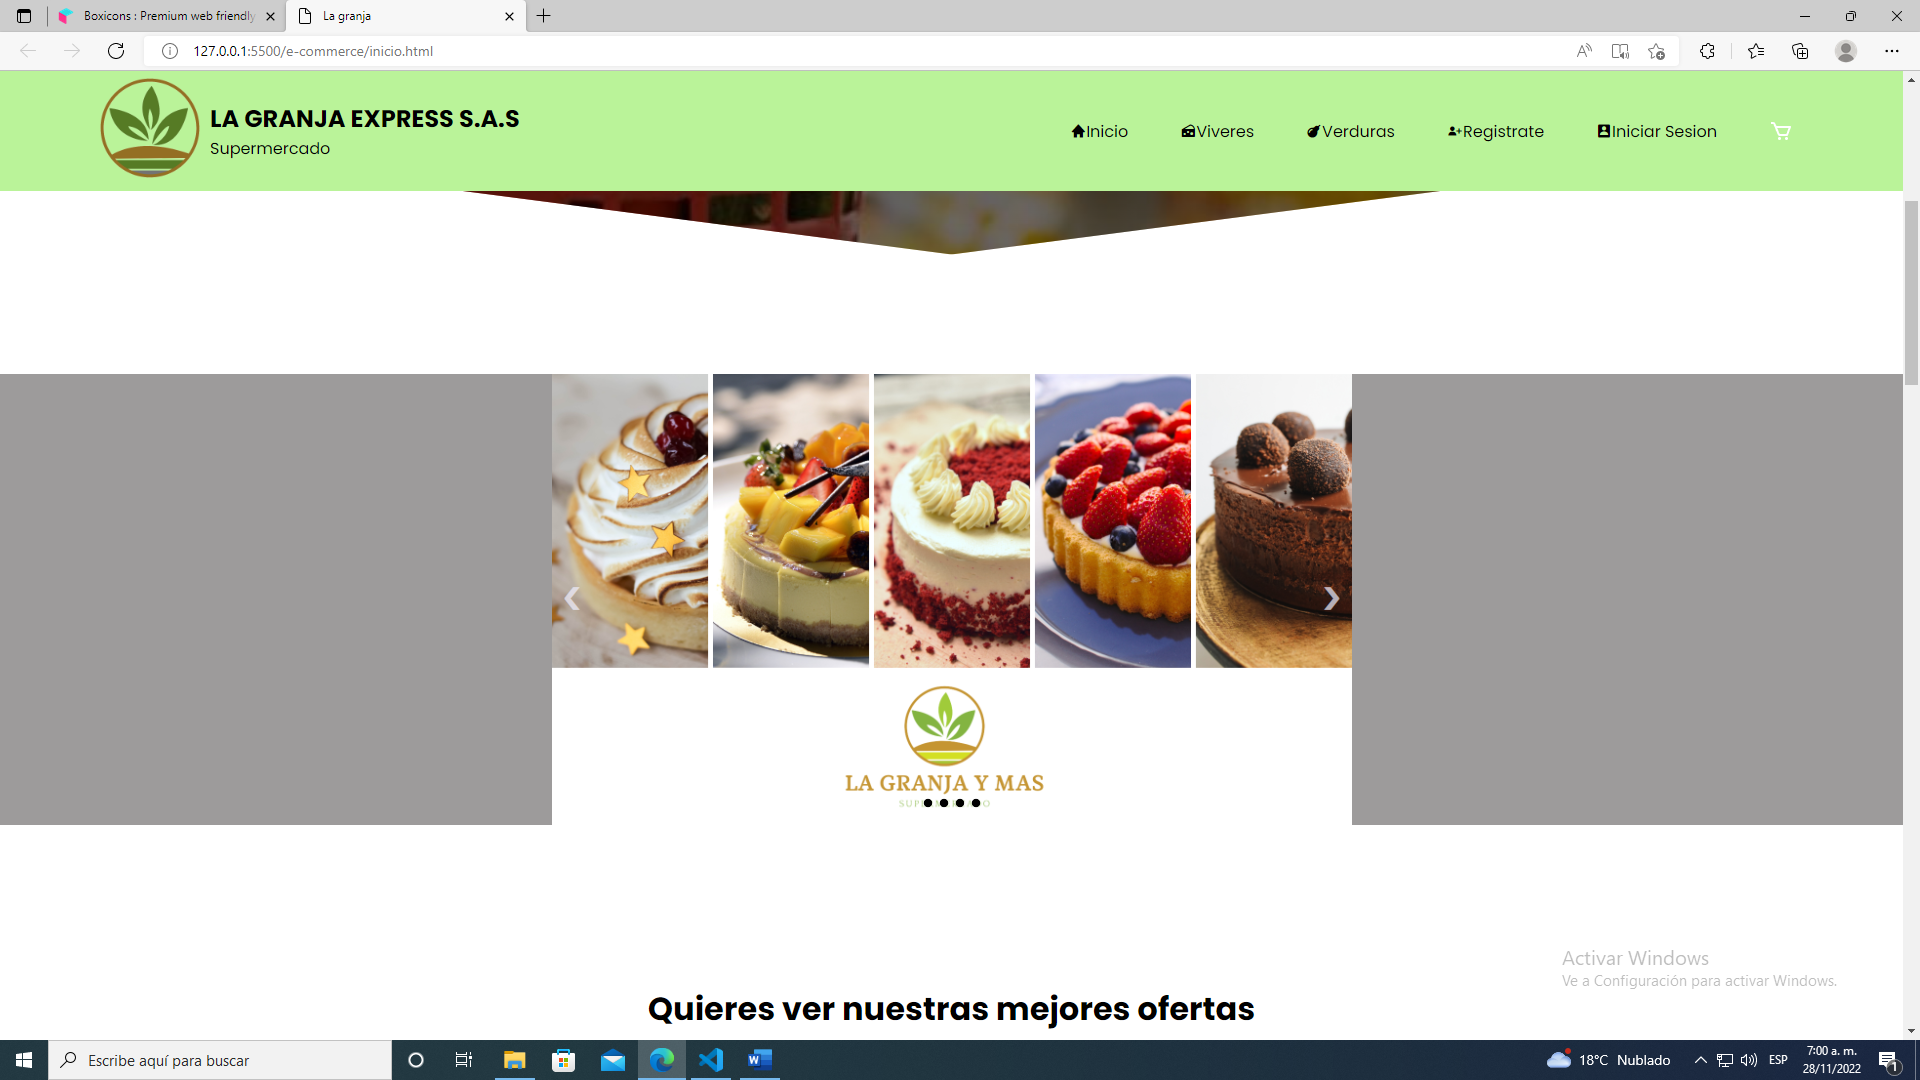 Boxicons : Premium web friendly
La granja
127.0.0.1:5500/e-commerce/inicio.html
LA GRANJA EXPRESS S.A.S
Supermercado
Inicio
Viveres
Verduras
Registrate
Iniciar Sesion
LA GRANJA Y MAS
Activar Windows
Ve a Configuración para activar Windows.
Quieres ver nuestras mejores ofertas
Escribe aquí para buscar
18°C Nublado
ESP
7:00 a. m.
28/11/2022
1